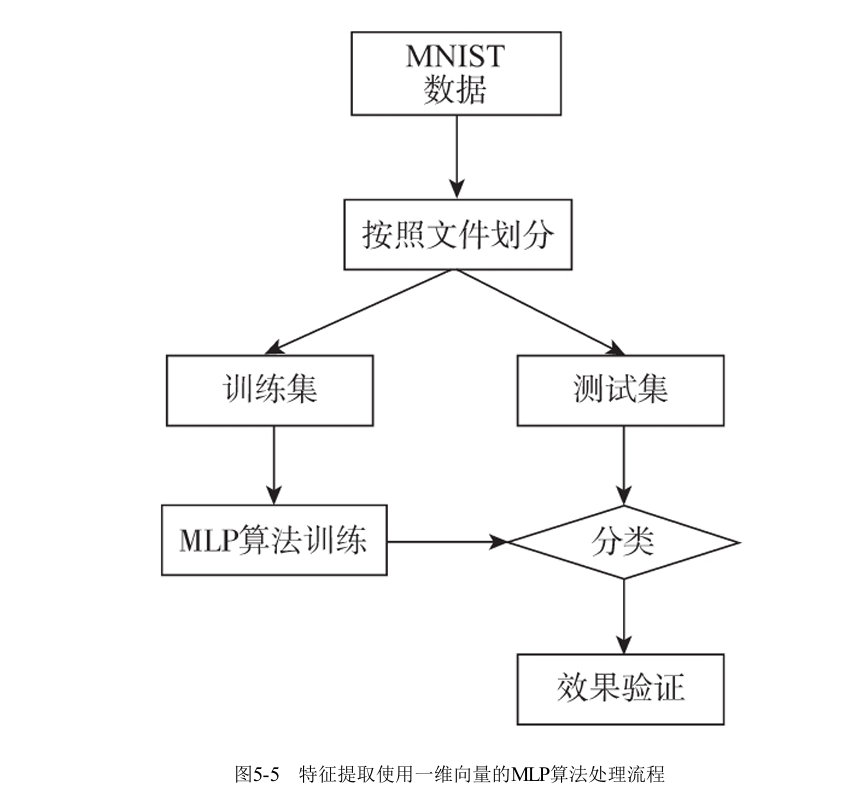 MNIST
数据
按照文件划分
训练集
测试集
MLP算法训练
分类
效果验证
图5-5 特征提取使用一维向量的MLP算法处理流程